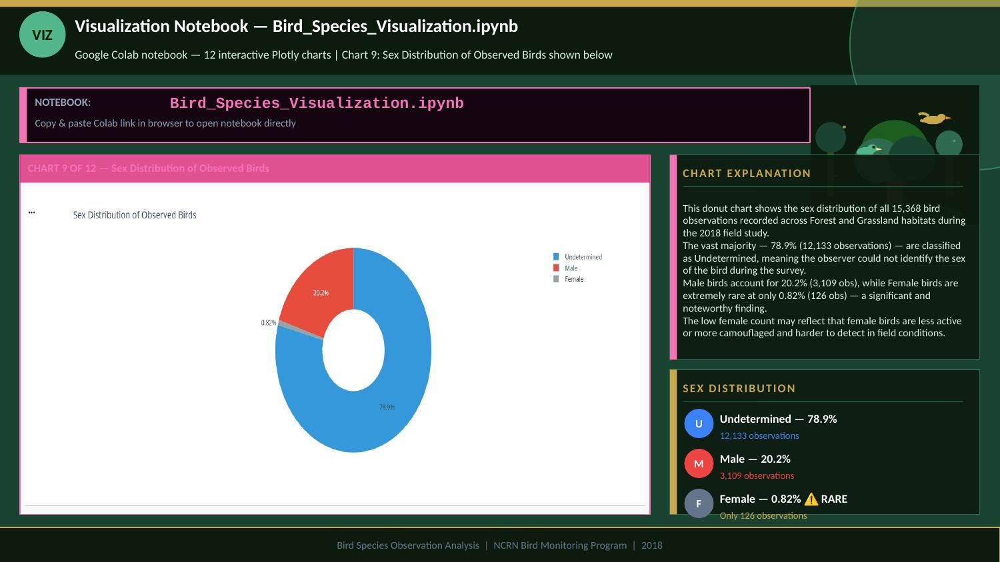 VIZ
Visualization Notebook — Bird_Species_Visualization.ipynb
Google Colab notebook — 12 interactive Plotly charts | Chart 9: Sex Distribution of Observed Birds shown below
NOTEBOOK: Bird_Species_Visualization.ipynb
Copy & paste Colab link in browser to open notebook directly
CHART 9 OF 12 — Sex Distribution of Observed Birds
Sex Distribution of Observed Birds
Undetermined
Male
Female
20.2%
0.82%
78.9%
CHART EXPLANATION
This donut chart shows the sex distribution of all 15,368 bird
observations recorded across Forest and Grassland habitats during
the 2018 field study.
The vast majority — 78.9% (12,133 observations) — are classified
as Undetermined, meaning the observer could not identify the sex
of the bird during the survey.
Male birds account for 20.2% (3,109 obs), while Female birds are
extremely rare at only 0.82% (126 obs) — a significant and
noteworthy finding.
The low female count may reflect that female birds are less active
or more camouflaged and harder to detect in field conditions.
SEX DISTRIBUTION
U
Undetermined — 78.9%
12,133 observations
M
Male — 20.2%
3,109 observations
F
Female — 0.82% ⚠️ RARE
Only 126 observations
Bird Species Observation Analysis | NCRN Bird Monitoring Program | 2018